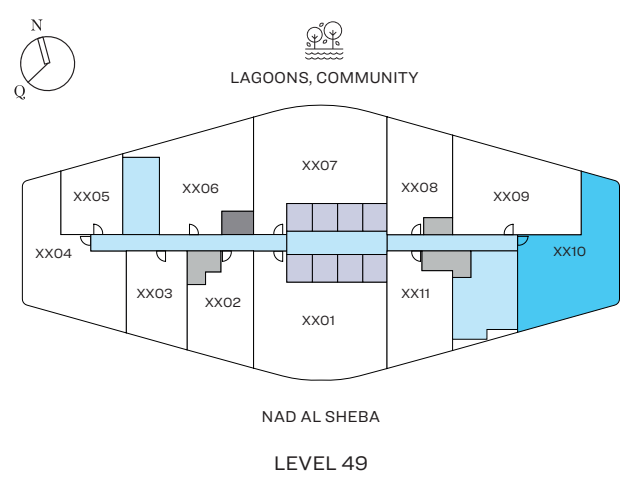 N
Q
LAGOONS, COMMUNITY
XX07
XX06
XX08
XX05
XX09
XX04
XX10
XX03
XX02
XX11
XX01
NAD AL SHEBA
LEVEL 49